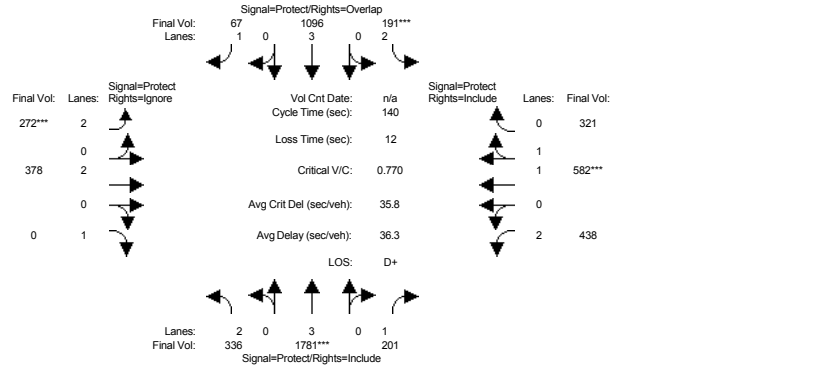 Signal=Protect/Rights=Overlap
Final Vol: 67 1096 191***
Lanes: 1 0 3 0 2
Signal=Protect Signal=Protect
Final Vol: Lanes: Rights=Ignore Vol Cnt Date: n/a Rights=Include Lanes: Final Vol:
Cycle Time (sec): 140
272*** 2 0 321
Loss Time (sec): 12
0 1
378 2 Critical V/C: 0.770 1 582***
0 Avg Crit Del (sec/veh): 35.8 0
0 1 Avg Delay (sec/veh): 36.3 2 438
LOS: D+
Lanes: 2 0 3 0 1
Final Vol: 336 1781*** 201
Signal=Protect/Rights=Include